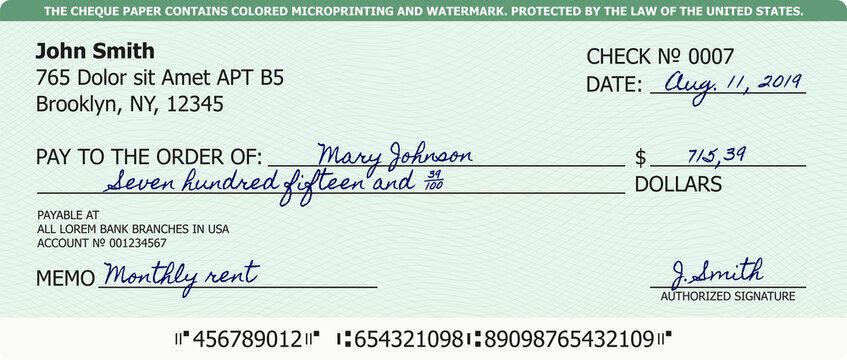 THE CHEQUE PAPER CONTAINS COLORED MICROPRINTING AND WATERMARK. PROTECTED BY THE LAW OF THE UNITED STATES.
John Smith
765 Dolor sit Amet APT B5
Brooklyn, NY, 12345
CHECK № 0007
DATE: Aug. 11, 2019
PAY TO THE ORDER OF: Mary Johnson $ 715,39
Seven hundred fifteen and 39/100 DOLLARS
PAYABLE AT
ALL LOREM BANK BRANCHES IN USA
ACCOUNT № 001234567
MEMO Monthly rent
J. Smith
AUTHORIZED SIGNATURE
⑈456789012⑈ ⑆654321098⑆89098765432109⑈